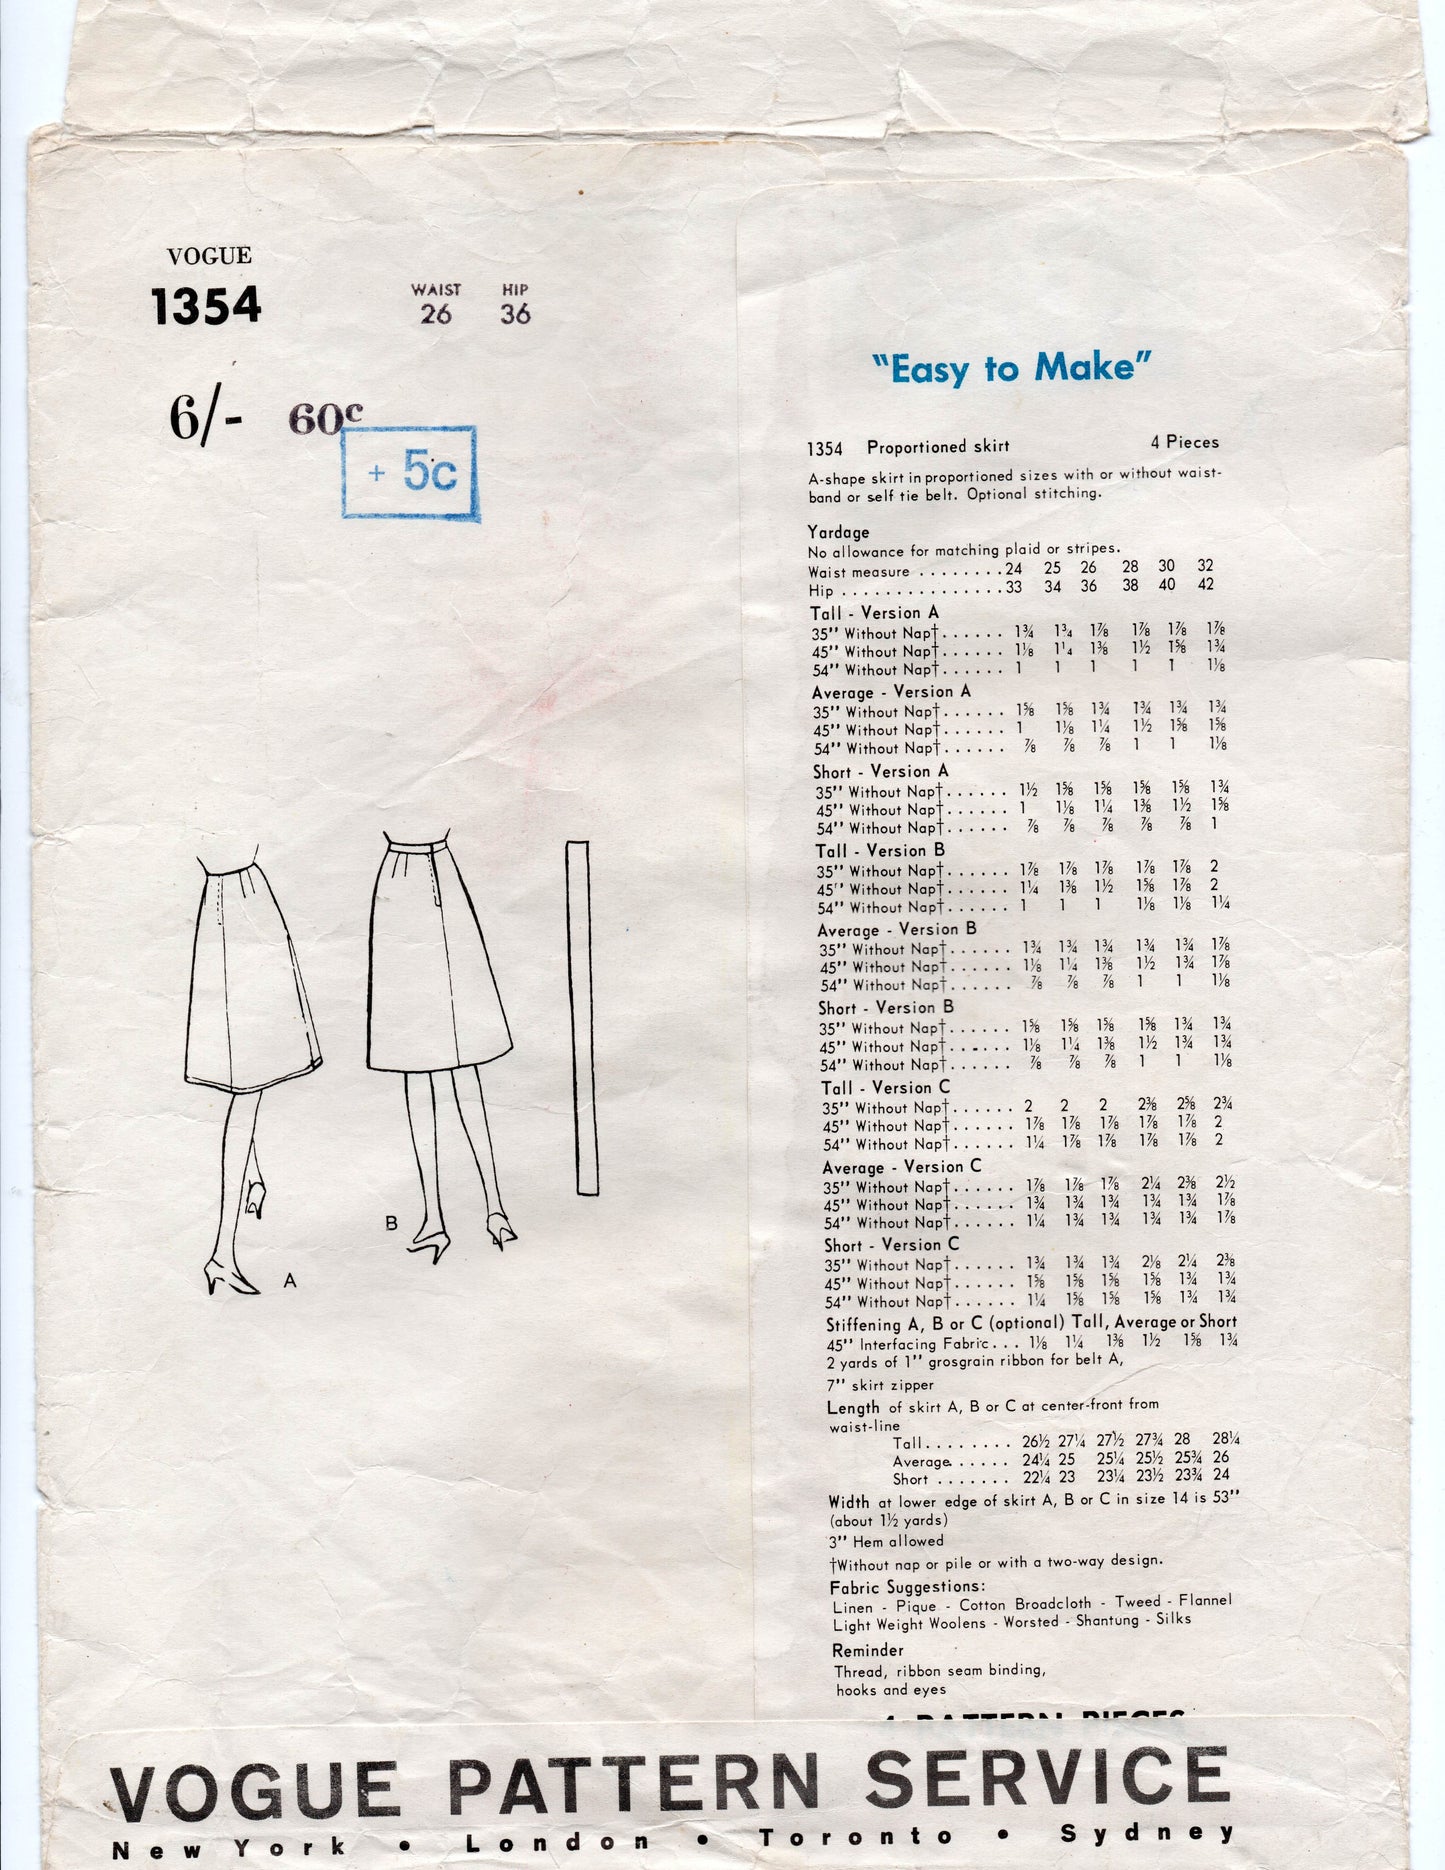 VOGUE
1354
WAIST HIP
26 36
6/- 60c
+ 5c
A
B
"Easy to Make"
1354 Proportioned skirt 4 Pieces
A-shape skirt in proportioned sizes with or without waist-
band or self tie belt. Optional stitching.
Yardage
No allowance for matching plaid or stripes.
Waist measure ........ 24 25 26 28 30 32
Hip ............... 33 34 36 38 40 42
Tall - Version A
35'' Without Nap† ...... 1¾ 1¾ 1⅞ 1⅞ 1⅞ 1⅞
45'' Without Nap† ...... 1⅛ 1¼ 1⅜ 1½ 1⅝ 1¾
54'' Without Nap† ...... 1 1 1 1 1 1⅛
Average - Version A
35'' Without Nap† ...... 1⅝ 1⅝ 1¾ 1¾ 1¾ 1¾
45'' Without Nap† ...... 1 1⅛ 1¼ 1½ 1⅝ 1⅝
54'' Without Nap† ...... ⅞ ⅞ ⅞ 1 1 1⅛
Short - Version A
35'' Without Nap† ...... 1½ 1⅝ 1⅝ 1⅝ 1⅝ 1¾
45'' Without Nap† ...... 1 1⅛ 1¼ 1⅜ 1½ 1⅝
54'' Without Nap† ...... ⅞ ⅞ ⅞ ⅞ ⅞ 1
Tall - Version B
35'' Without Nap† ...... 1⅞ 1⅞ 1⅞ 1⅞ 1⅞ 2
45'' Without Nap† ...... 1¼ 1⅜ 1½ 1⅝ 1⅞ 2
54'' Without Nap† ...... 1 1 1 1⅛ 1⅛ 1¼
Average - Version B
35'' Without Nap† ...... 1¾ 1¾ 1¾ 1¾ 1¾ 1⅞
45'' Without Nap† ...... 1⅛ 1¼ 1⅜ 1½ 1¾ 1⅞
54'' Without Nap† ...... ⅞ ⅞ ⅞ 1 1 1⅛
Short - Version B
35'' Without Nap† ...... 1⅝ 1⅝ 1⅝ 1⅝ 1¾ 1¾
45'' Without Nap† ...... 1⅛ 1¼ 1⅜ 1½ 1¾ 1¾
54'' Without Nap† ...... ⅞ ⅞ ⅞ 1 1 1⅛
Tall - Version C
35'' Without Nap† ...... 2 2 2 2⅜ 2⅝ 2¾
45'' Without Nap† ...... 1⅞ 1⅞ 1⅞ 1⅞ 1⅞ 2
54'' Without Nap† ...... 1¼ 1⅞ 1⅞ 1⅞ 1⅞ 2
Average - Version C
35'' Without Nap† ...... 1⅞ 1⅞ 1⅞ 2¼ 2⅜ 2½
45'' Without Nap† ...... 1¾ 1¾ 1¾ 1¾ 1¾ 1⅞
54'' Without Nap† ...... 1¼ 1¾ 1¾ 1¾ 1¾ 1⅞
Short - Version C
35'' Without Nap† ...... 1¾ 1¾ 1¾ 2⅛ 2¼ 2⅜
45'' Without Nap† ...... 1⅝ 1⅝ 1⅝ 1⅝ 1¾ 1¾
54'' Without Nap† ...... 1¼ 1⅝ 1⅝ 1⅝ 1¾ 1¾
Stiffening A, B or C (optional) Tall, Average or Short
45'' Interfacing Fabric ... 1⅛ 1¼ 1⅜ 1½ 1⅝ 1¾
2 yards of 1'' grosgrain ribbon for belt A,
7'' skirt zipper
Length of skirt A, B or C at center-front from
waist-line
Tall ........ 26½ 27¼ 27½ 27¾ 28 28¼
Average ..... 24¼ 25 25¼ 25½ 25¾ 26
Short ....... 22¼ 23 23¼ 23½ 23¾ 24
Width at lower edge of skirt A, B or C in size 14 is 53''
(about 1½ yards)
3'' Hem allowed
†Without nap or pile or with a two-way design.
Fabric Suggestions:
Linen - Pique - Cotton Broadcloth - Tweed - Flannel
Light Weight Woolens - Worsted - Shantung - Silks
Reminder
Thread, ribbon seam binding,
hooks and eyes
4 PATTERN PIECES
VOGUE PATTERN SERVICE
New York • London • Toronto • Sydney